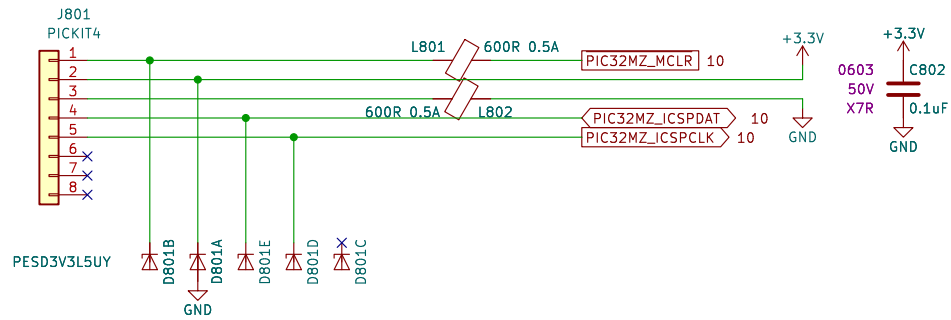 J801
PICKIT4
1
2
3
4
5
6
7
8
L801 600R 0.5A
PIC32MZ_MCLR 10
+3.3V
600R 0.5A L802
GND
PIC32MZ_ICSPDAT 10
PIC32MZ_ICSPCLK 10
+3.3V
0603
50V
X7R
C802
0.1uF
GND
PESD3V3L5UY
D801B
D801A
D801E
D801D
D801C
GND